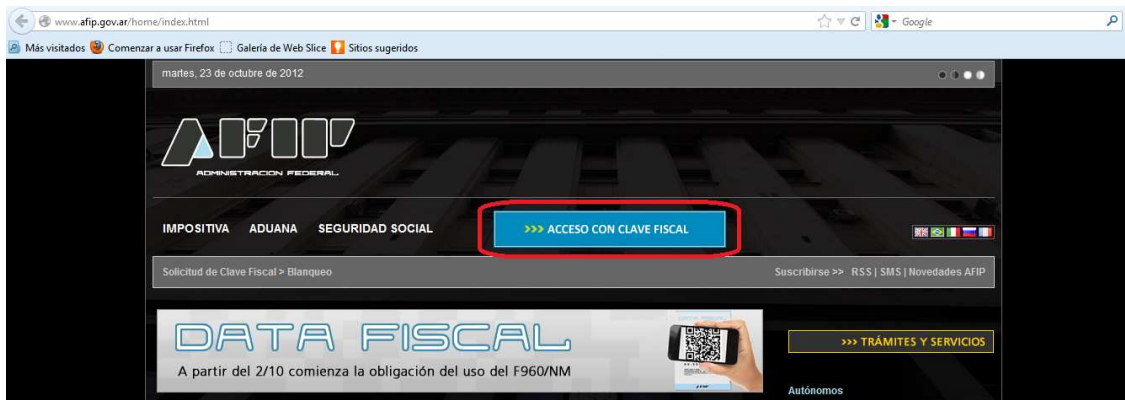 www.afip.gov.ar/home/index.html
Google
Más visitados Comenzar a usar Firefox Galería de Web Slice Sitios sugeridos
martes, 23 de octubre de 2012
AFIP
ADMINISTRACION FEDERAL
IMPOSITIVA ADUANA SEGURIDAD SOCIAL >>> ACCESO CON CLAVE FISCAL
Solicitud de Clave Fiscal > Blanqueo Suscribirse >> RSS | SMS | Novedades AFIP
DATA FISCAL
A partir del 2/10 comienza la obligación del uso del F960/NM
>>> TRÁMITES Y SERVICIOS
Autónomos